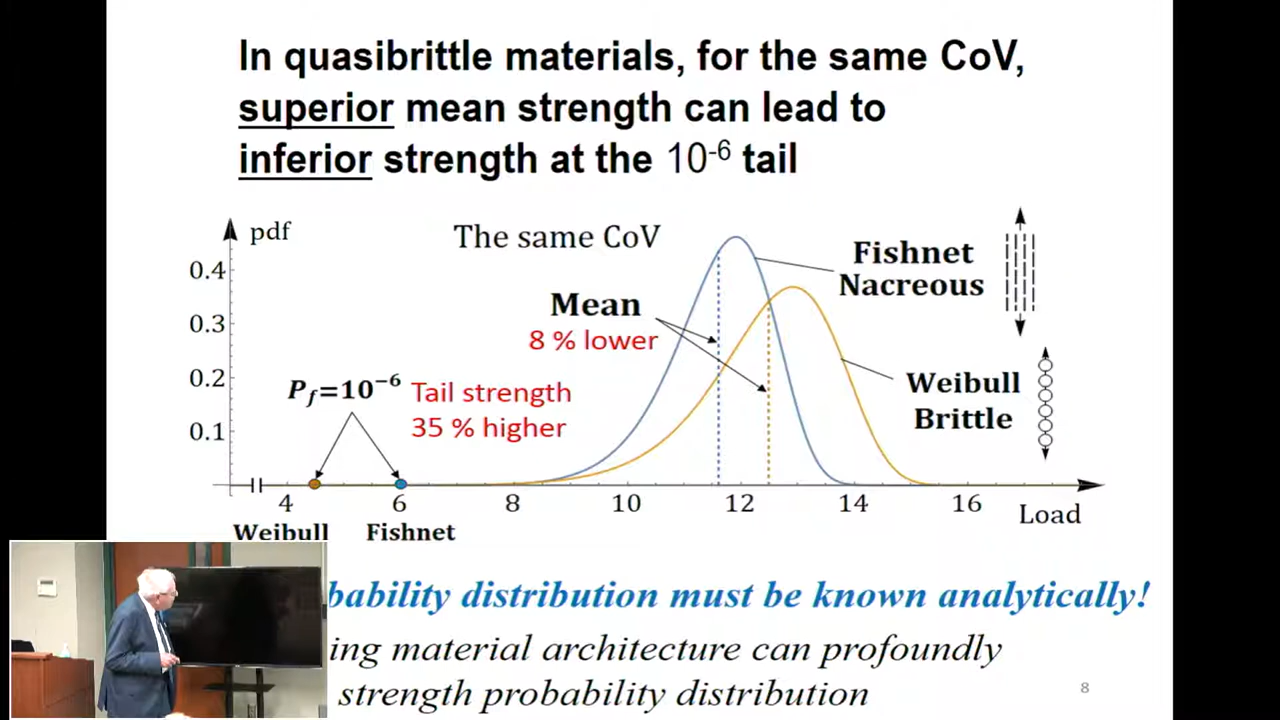 In quasibrittle materials, for the same CoV,
superior mean strength can lead to
inferior strength at the 10⁻⁶ tail
pdf
The same CoV
0.4
0.3
0.2
0.1
Fishnet
Nacreous
Mean
8 % lower
P_f=10⁻⁶
Tail strength
35 % higher
Weibull
Brittle
4 6 8 10 12 14 16
Load
Weibull Fishnet
bability distribution must be known analytically!
ing material architecture can profoundly
strength probability distribution
8